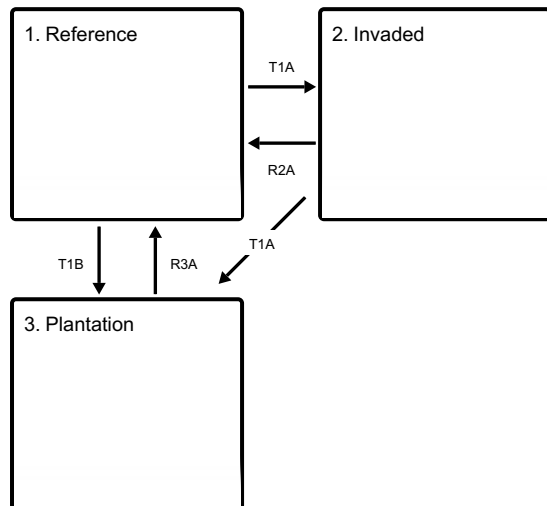 1. Reference
2. Invaded
T1A
R2A
T1A
T1B
R3A
3. Plantation